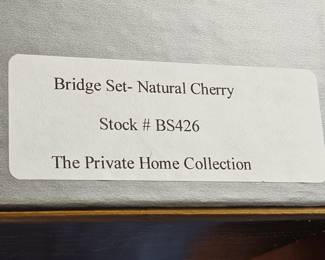 Bridge Set- Natural Cherry
Stock # BS426
The Private Home Collection